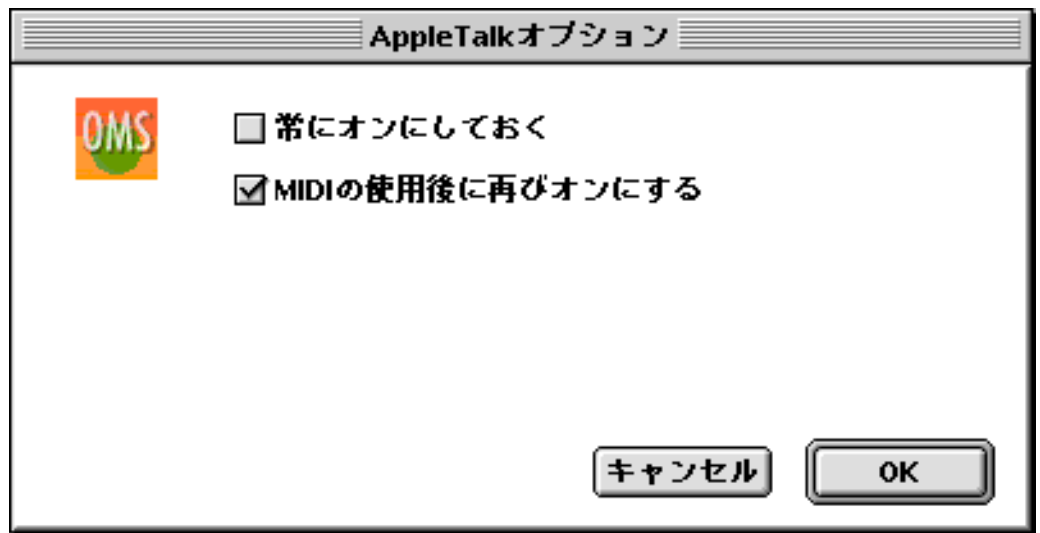 AppleTalkオプション
OMS
常にオンにしておく
MIDIの使用後に再びオンにする
キャンセル
OK